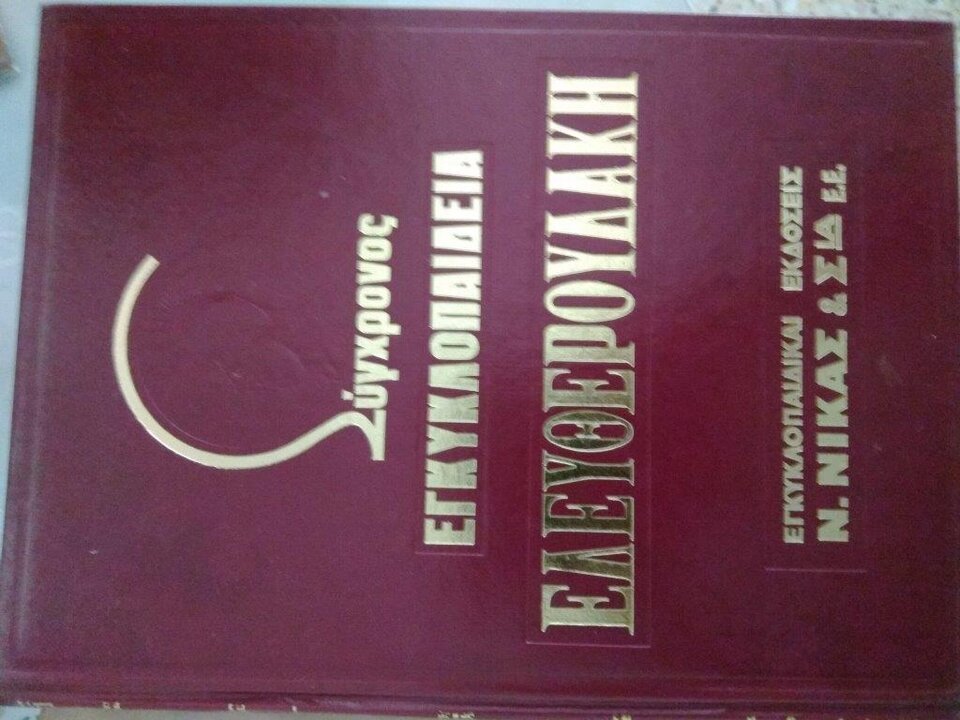 Σύγχρονος
ΕΓΚΥΚΛΟΠΑΙΔΕΙΑ
ΕΛΕΥΘΕΡΟΥΔΑΚΗ
ΕΓΚΥΚΛΟΠΑΙΔΙΚΑΙ ΕΚΔΟΣΕΙΣ
Ν. ΝΙΚΑΣ & ΣΙΑ Ε.Ε.